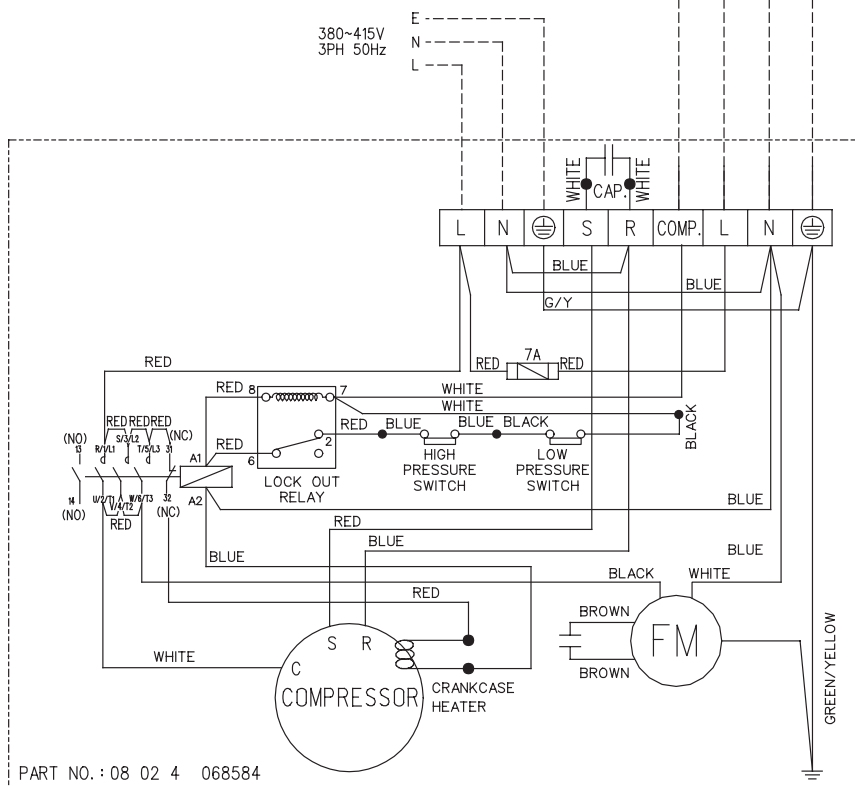 E
380~415V
3PH 50Hz
N
L
WHITE
CAP.
WHITE
L N S R COMP. L N
BLUE
BLUE
G/Y
RED
RED
7A
RED
RED
8
7
WHITE
WHITE
BLACK
RED
RED
RED
S/3/L2
(NO)
13
R/1/L1
T/5/L3
31
(NC)
RED
2
BLUE
BLUE
BLACK
A1
RED
6
HIGH
PRESSURE
SWITCH
LOW
PRESSURE
SWITCH
LOCK OUT
RELAY
14
(NO)
U/2/T1
V/4/T2
W/6/T3
32
(NC)
A2
RED
RED
BLUE
BLUE
BLUE
BLUE
BLACK
WHITE
RED
BROWN
FM
BROWN
GREEN/YELLOW
S R
C
WHITE
COMPRESSOR
CRANKCASE
HEATER
PART NO.: 08 02 4 068584